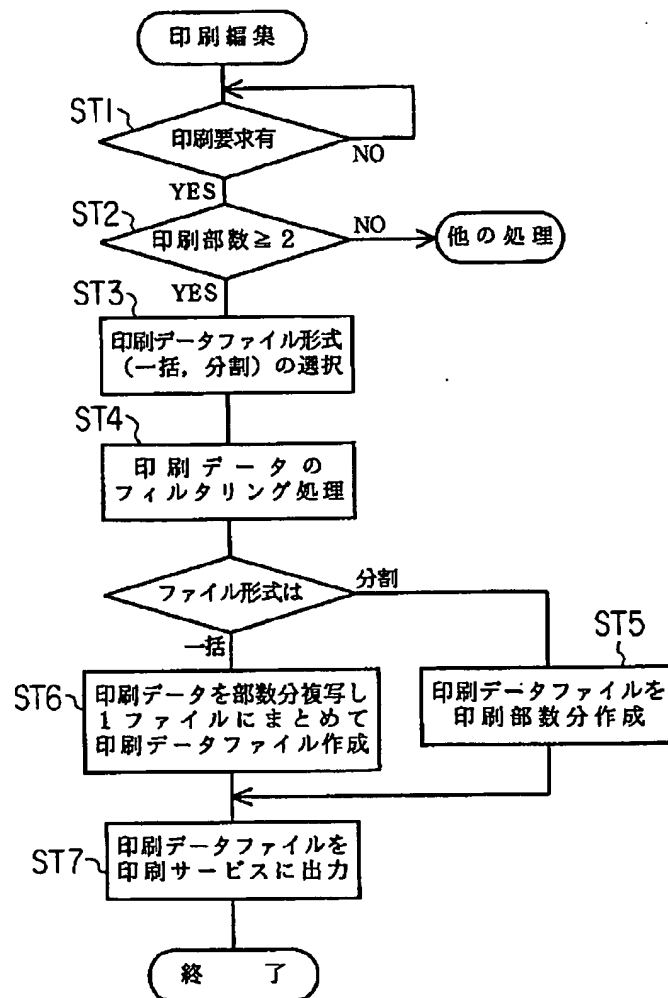 印刷編集
ST1
印刷要求有
NO
YES
ST2
印刷部数≧2
NO
他の処理
YES
ST3
印刷データファイル形式
(一括,分割)の選択
ST4
印刷データの
フィルタリング処理
ファイル形式は
分割
一括
ST5
印刷データファイルを
印刷部数分作成
ST6
印刷データを部数分複写し
1ファイルにまとめて
印刷データファイル作成
ST7
印刷データファイルを
印刷サービスに出力
終了